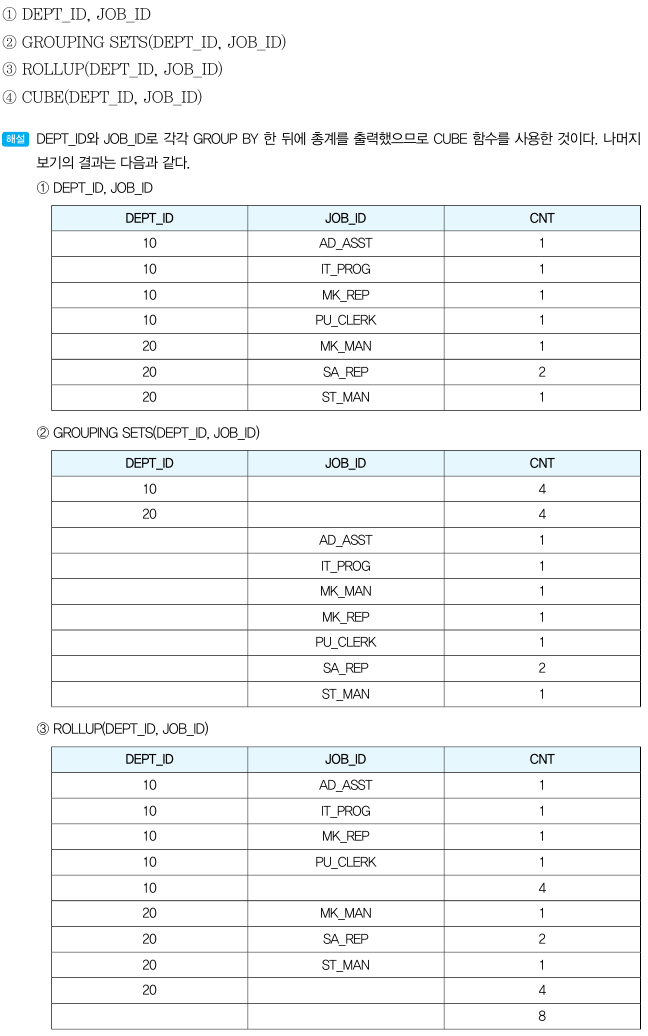 ① DEPT_ID, JOB_ID
② GROUPING SETS(DEPT_ID, JOB_ID)
③ ROLLUP(DEPT_ID, JOB_ID)
④ CUBE(DEPT_ID, JOB_ID)
해설 DEPT_ID와 JOB_ID로 각각 GROUP BY 한 뒤에 총계를 출력했으므로 CUBE 함수를 사용한 것이다. 나머지
보기의 결과는 다음과 같다.
① DEPT_ID, JOB_ID
DEPT_ID JOB_ID CNT
10 AD_ASST 1
10 IT_PROG 1
10 MK_REP 1
10 PU_CLERK 1
20 MK_MAN 1
20 SA_REP 2
20 ST_MAN 1
② GROUPING SETS(DEPT_ID, JOB_ID)
DEPT_ID JOB_ID CNT
10 4
20 4
AD_ASST 1
IT_PROG 1
MK_MAN 1
MK_REP 1
PU_CLERK 1
SA_REP 2
ST_MAN 1
③ ROLLUP(DEPT_ID, JOB_ID)
DEPT_ID JOB_ID CNT
10 AD_ASST 1
10 IT_PROG 1
10 MK_REP 1
10 PU_CLERK 1
10 4
20 MK_MAN 1
20 SA_REP 2
20 ST_MAN 1
20 4
8